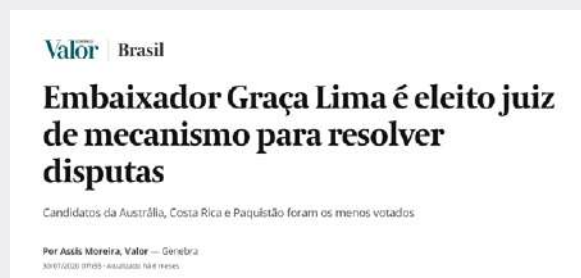 Valor Brasil
Embaixador Graça Lima é eleito juiz
de mecanismo para resolver
disputas
Candidatos da Austrália, Costa Rica e Paquistão foram os menos votados
Por Assis Moreira, Valor — Genebra